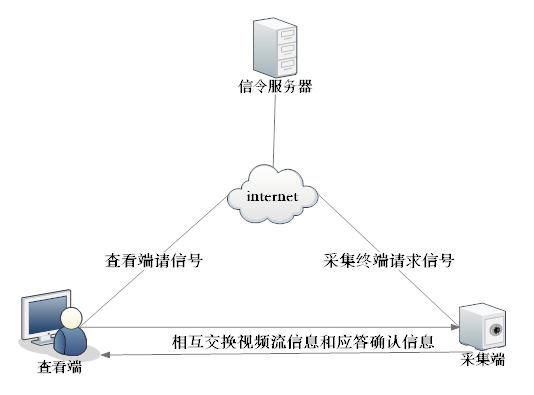 信令服务器
internet
查看端请信号
采集终端请求信号
相互交换视频流信息和应答确认信息
查看端
采集端